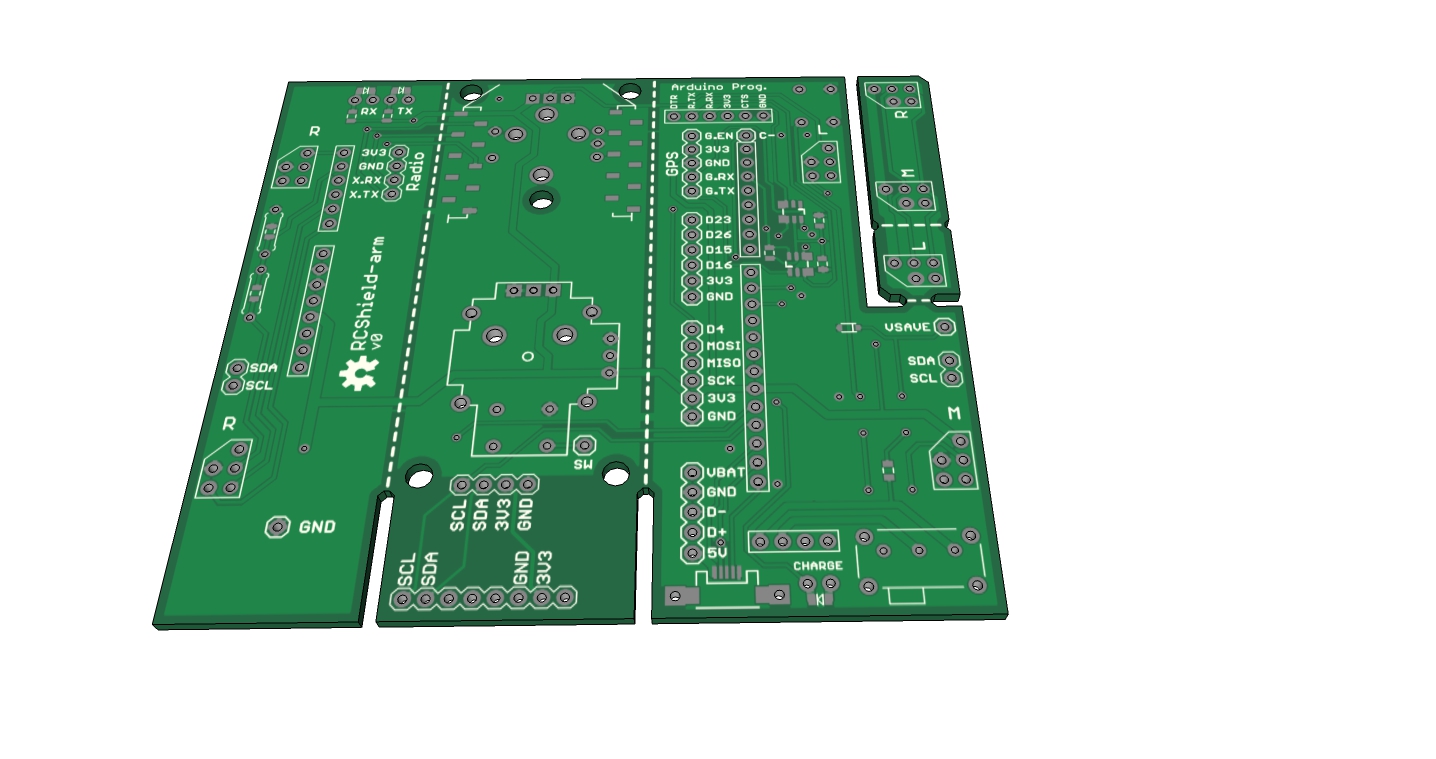 RX TX
R
3V3
GND
X.RX
X.TX
Radio
RCShield-arm
v0
SDA
SCL
R
GND
SW
SCL
SDA
3V3
GND
SCL
SDA
GND
3V3
Arduino Prog.
DTR
R.TX
R.RX
3V3
CTS
GND
GPS
G.EN
C-
3V3
GND
G.RX
G.TX
D23
D26
D15
D16
3V3
GND
D4
MOSI
MISO
SCK
3V3
GND
VBAT
GND
D-
D+
5V
CHARGE
L
R
M
L
VSAVE
SDA
SCL
M